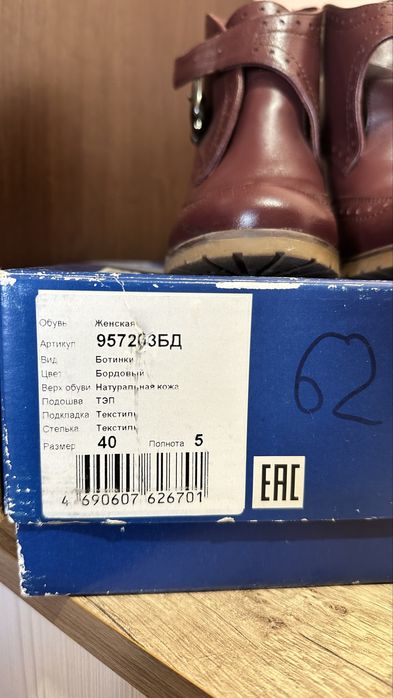 Обувь Женская
Артикул 957203БД
Вид Ботинки
Цвет Бордовый
Верх обуви Натуральная кожа
Подошва ТЭП
Подкладка Текстиль
Стелька Текстиль
Размер 40 Полнота 5
4 690607 626701
EAC
62